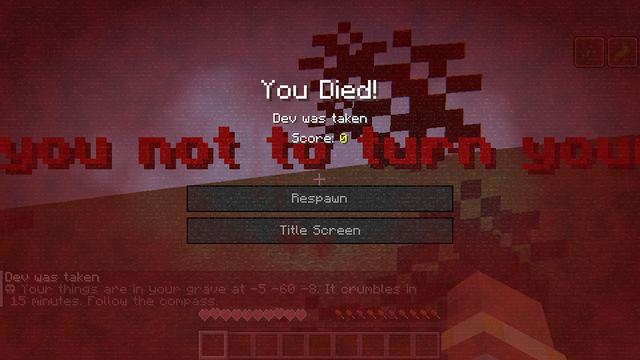 You Died!
Dev was taken
Score: 0
you not to turn you
Respawn
Title Screen
Dev was taken
☠ Your things are in your grave at -5 -60 -8. It crumbles in
15 minutes. Follow the compass.